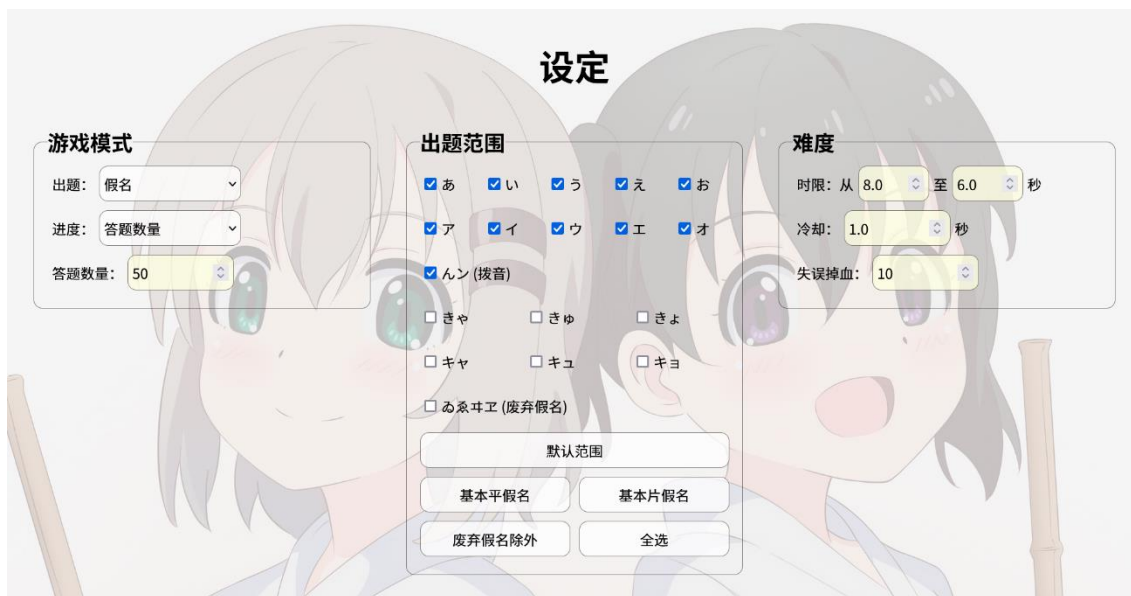 设定
游戏模式
出题： 假名
进度： 答题数量
答题数量： 50
出题范围
あ い う え お
ア イ ウ エ オ
んン (拨音)
きゃ きゅ きょ
キャ キュ キョ
ゐゑヰヱ (废弃假名)
默认范围
基本平假名 基本片假名
废弃假名除外 全选
难度
时限：从 8.0 至 6.0 秒
冷却： 1.0 秒
失误掉血： 10